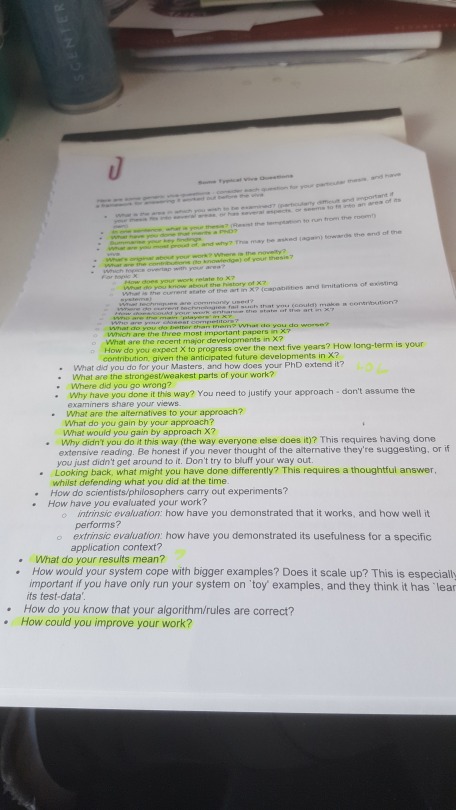 SCENTER
Some Typical Viva Questions
Here are some generic viva questions - consider each question for your particular thesis, and have
a framework for answering it worked out before the viva
• What is the area in which you wish to be examined? (particularly difficult and important if
your thesis fits into several areas, or has several aspects, or seems to fit into an area of its
own)
• In one sentence, what is your thesis? (Resist the temptation to run from the room!)
• What have you done that merits a PhD?
• Summarise your key findings.
• What are you most proud of, and why? This may be asked (again) towards the end of the
viva
• What's original about your work? Where is the novelty?
• What are the contributions (to knowledge) of your thesis?
• Which topics overlap with your area?
For topic X:
○ How does your work relate to X?
○ What do you know about the history of X?
○ What is the current state of the art in X? (capabilities and limitations of existing
systems)
○ What techniques are commonly used?
○ Where do current technologies fail such that you (could) make a contribution?
○ How does/could your work enhance the state of the art in X?
○ Who are the main 'players' in X?
○ Who are your closest competitors?
○ What do you do better than them? What do you do worse?
○ Which are the three most important papers in X?
○ What are the recent major developments in X?
○ How do you expect X to progress over the next five years? How long-term is your
contribution, given the anticipated future developments in X?
• What did you do for your Masters, and how does your PhD extend it?
• What are the strongest/weakest parts of your work?
• Where did you go wrong?
• Why have you done it this way? You need to justify your approach - don't assume the
examiners share your views.
• What are the alternatives to your approach?
What do you gain by your approach?
What would you gain by approach X?
• Why didn't you do it this way (the way everyone else does it)? This requires having done
extensive reading. Be honest if you never thought of the alternative they're suggesting, or if
you just didn't get around to it. Don't try to bluff your way out.
• Looking back, what might you have done differently? This requires a thoughtful answer,
whilst defending what you did at the time.
• How do scientists/philosophers carry out experiments?
• How have you evaluated your work?
○ intrinsic evaluation: how have you demonstrated that it works, and how well it
performs?
○ extrinsic evaluation: how have you demonstrated its usefulness for a specific
application context?
• What do your results mean? ?
• How would your system cope with bigger examples? Does it scale up? This is especially
important if you have only run your system on 'toy' examples, and they think it has 'lear
its test-data'.
• How do you know that your algorithm/rules are correct?
• How could you improve your work?